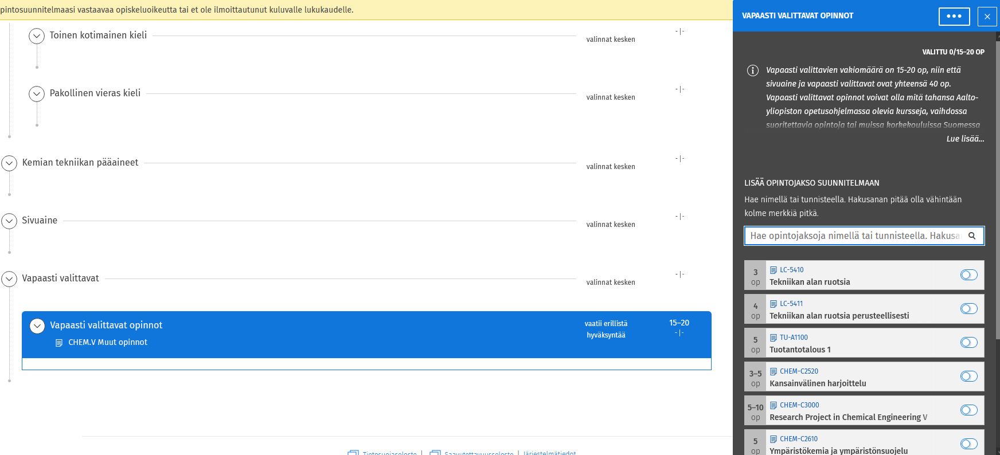 pintosuunnitelmaasi vastaavaa opiskeluoikeutta tai et ole ilmoittautunut kuluvalle lukukaudelle.
Toinen kotimainen kieli
valinnat kesken
- | -
Pakollinen vieras kieli
valinnat kesken
- | -
Kemian tekniikan pääaineet
valinnat kesken
- | -
Sivuaine
valinnat kesken
- | -
Vapaasti valittavat
valinnat kesken
- | -
Vapaasti valittavat opinnot
CHEM.V Muut opinnot
vaatii erillistä
hyväksyntää
15–20
- | -
Tietosuojaseloste | Saavutettavuusseloste | Järjestelmätiedot
VAPAASTI VALITTAVAT OPINNOT
VALITTU 0/15–20 OP
Vapaasti valittavien vakiomäärä on 15-20 op, niin että
sivuaine ja vapaasti valittavat ovat yhteensä 40 op.
Vapaasti valittavat opinnot voivat olla mitä tahansa Aalto-
yliopiston opetusohjelmassa olevia kursseja, vaihdossa
suoritettavia opintoja tai muissa korkekouluissa Suomessa
Lue lisää...
LISÄÄ OPINTOJAKSO SUUNNITELMAAN
Hae nimellä tai tunnisteella. Hakusanan pitää olla vähintään
kolme merkkiä pitkä.
Hae opintojaksoja nimellä tai tunnisteella. Hakusan
3 op
LC-5410
Tekniikan alan ruotsia
4 op
LC-5411
Tekniikan alan ruotsia perusteellisesti
5 op
TU-A1100
Tuotantotalous 1
3–5 op
CHEM-C2520
Kansainvälinen harjoittelu
5–10 op
CHEM-C3000
Research Project in Chemical Engineering V
5 op
CHEM-C2610
Ympäristökemia ja ympäristönsuojelu